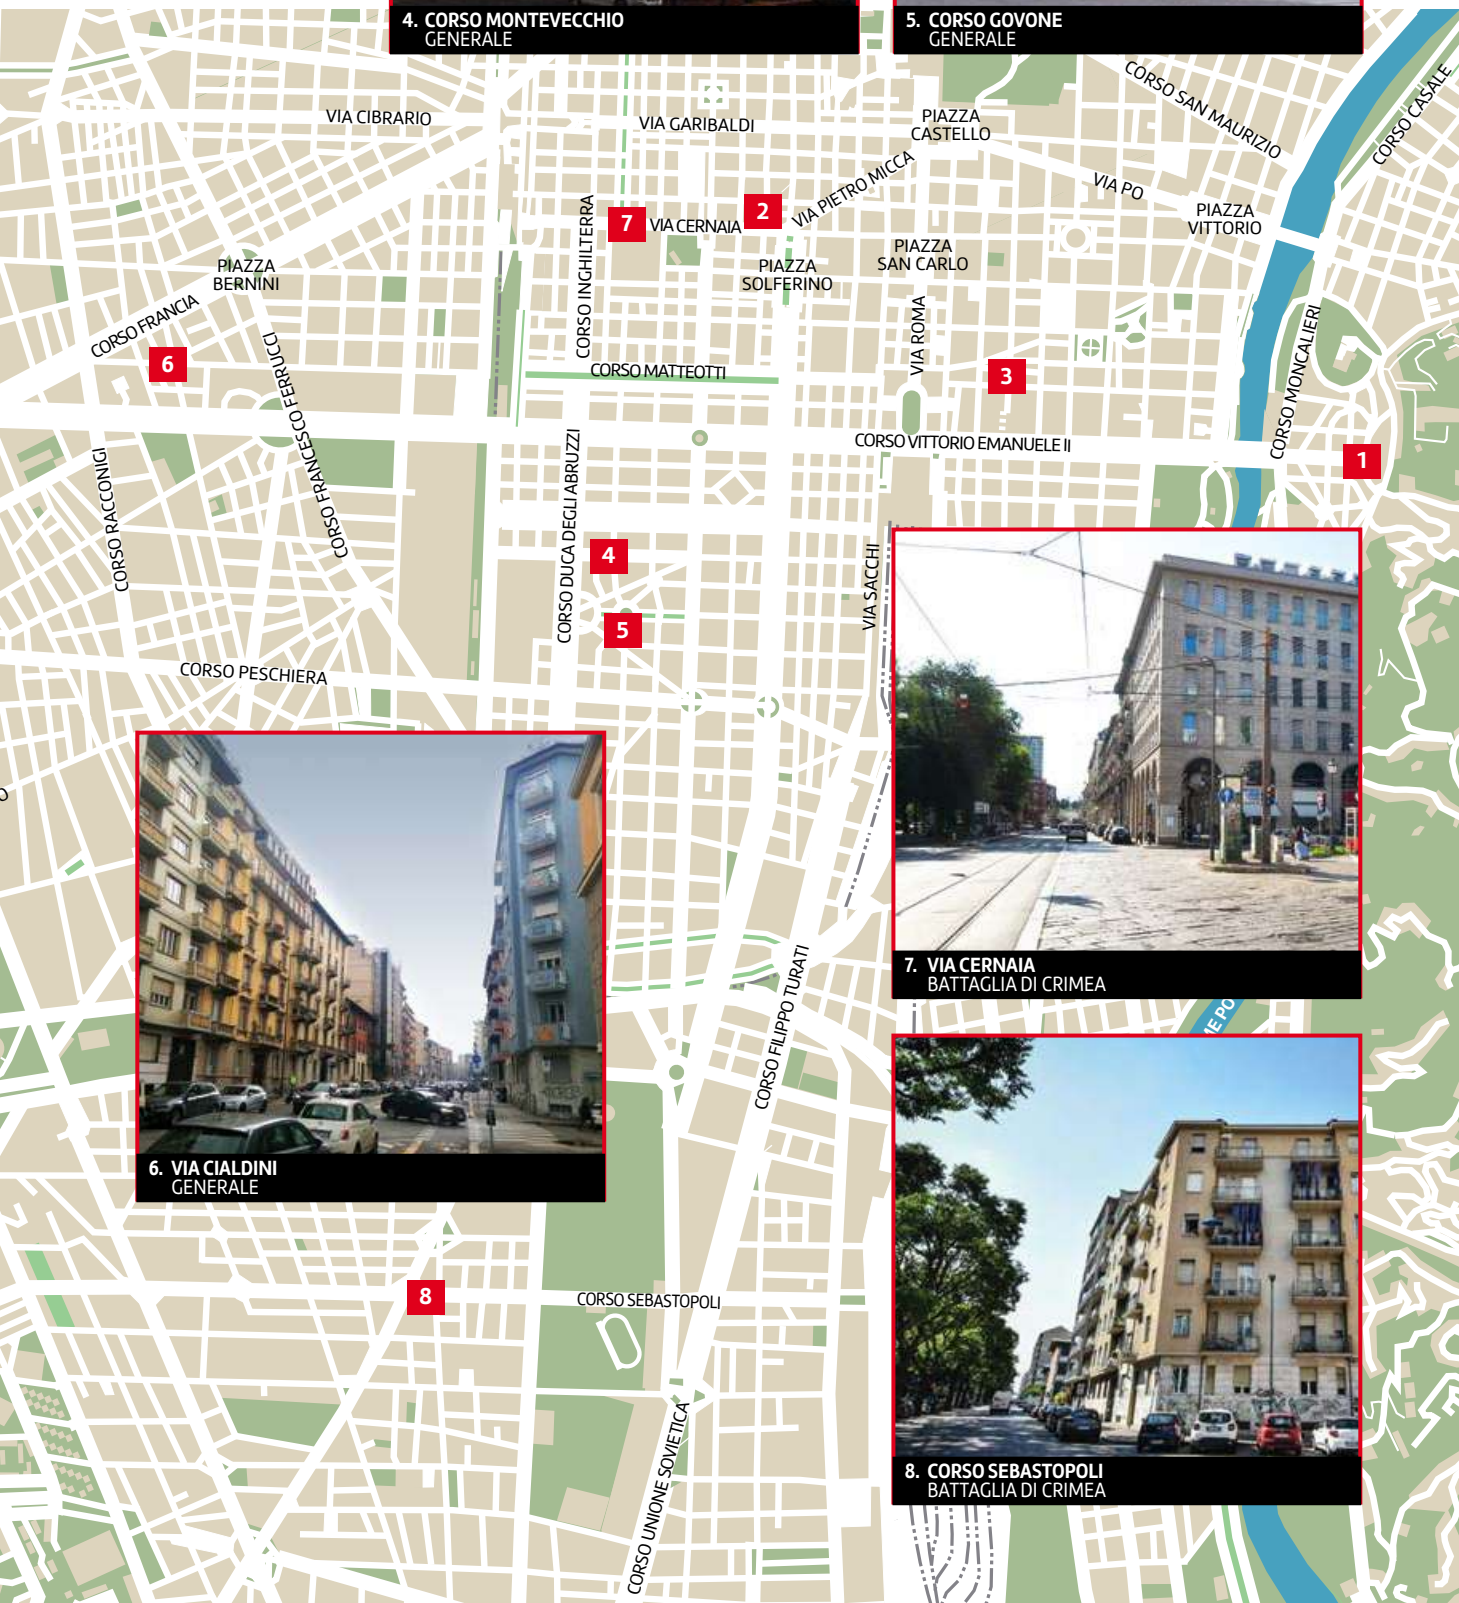 4. CORSO MONTEVECCHIO
GENERALE
5. CORSO GOVONE
GENERALE
CORSO SAN MAURIZIO
CORSO CASALE
VIA CIBRARIO
VIA GARIBALDI
PIAZZA
CASTELLO
VIA PIETRO MICCA
VIA PO
PIAZZA
VITTORIO
CORSO INGHILTERRA
7
VIA CERNAIA
2
PIAZZA
SAN CARLO
PIAZZA
BERNINI
PIAZZA
SOLFERINO
CORSO FRANCIA
6
CORSO FRANCESCO FERRUCCI
CORSO MATTEOTTI
VIA ROMA
3
CORSO MONCALIERI
CORSO VITTORIO EMANUELE II
1
CORSO RACCONIGI
CORSO DUCA DEGLI ABRUZZI
4
VIA SACCHI
5
CORSO PESCHIERA
O
7. VIA CERNAIA
BATTAGLIA DI CRIMEA
CORSO FILIPPO TURATI
ME PO
6. VIA CIALDINI
GENERALE
8
CORSO SEBASTOPOLI
CORSO UNIONE SOVIETICA
8. CORSO SEBASTOPOLI
BATTAGLIA DI CRIMEA